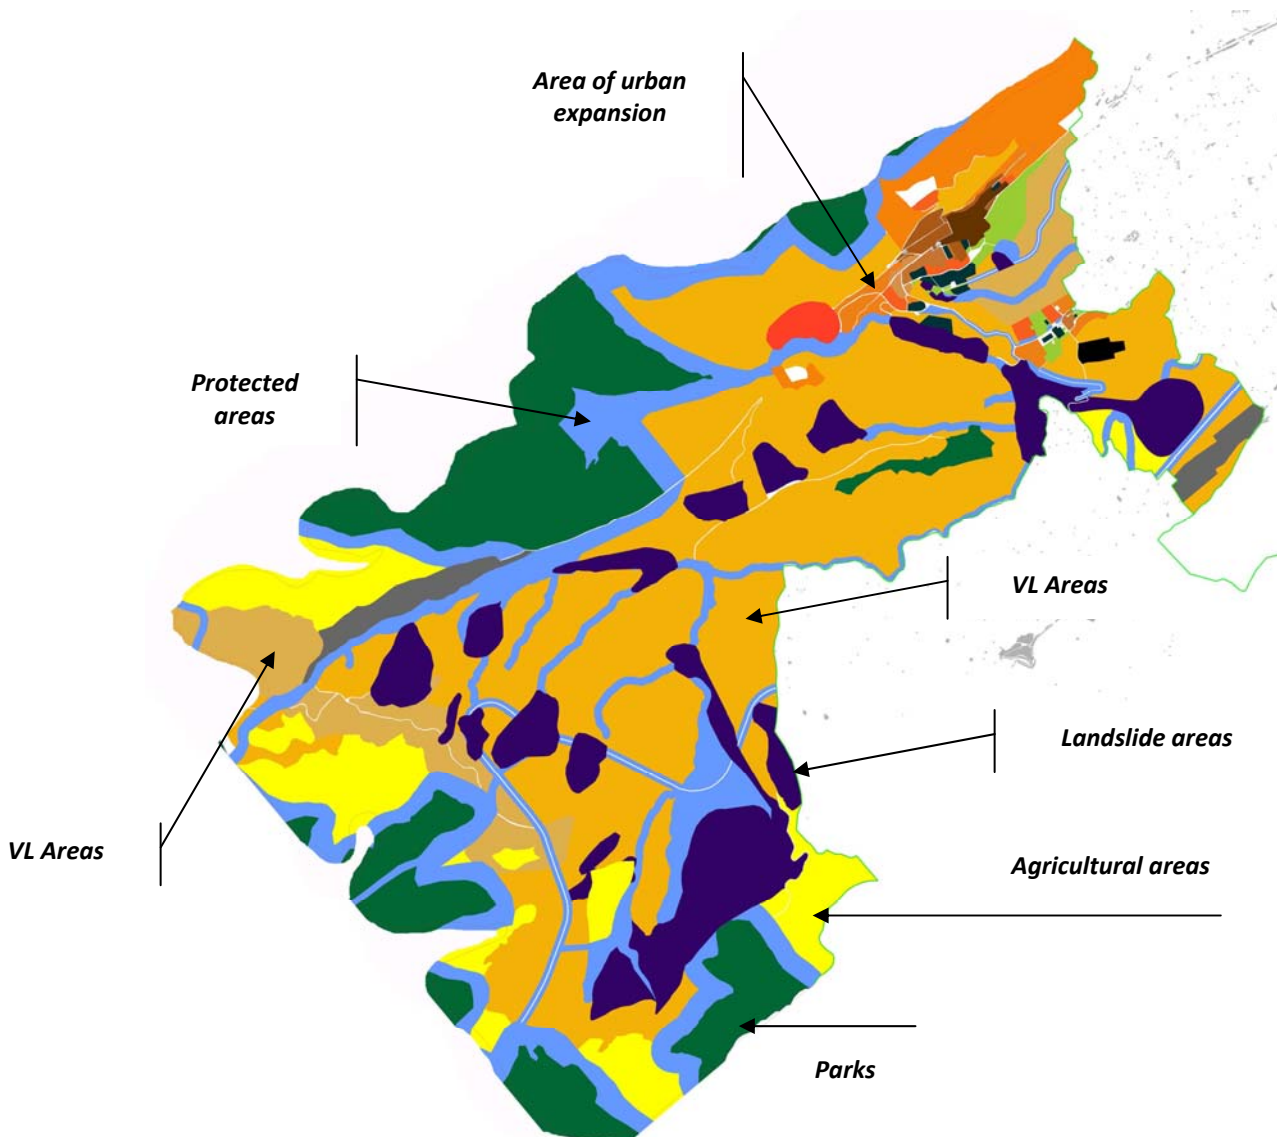 Area of urban
expansion
Protected
areas
VL Areas
Landslide areas
VL Areas
Agricultural areas
Parks